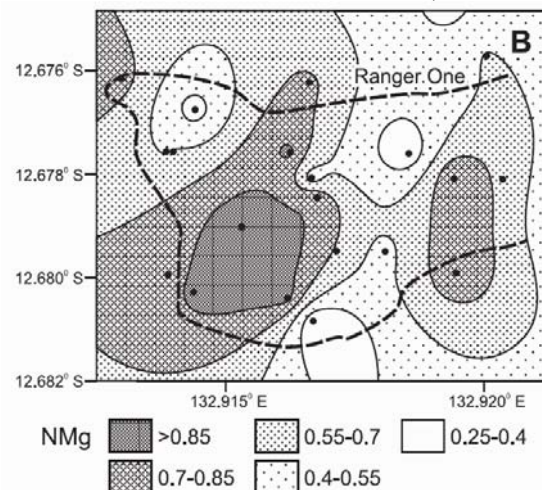 B
12.676° S
Ranger One
12.678° S
12.680° S
12.682° S
132.915° E
132.920° E
NMg
>0.85
0.55-0.7
0.25-0.4
0.7-0.85
0.4-0.55